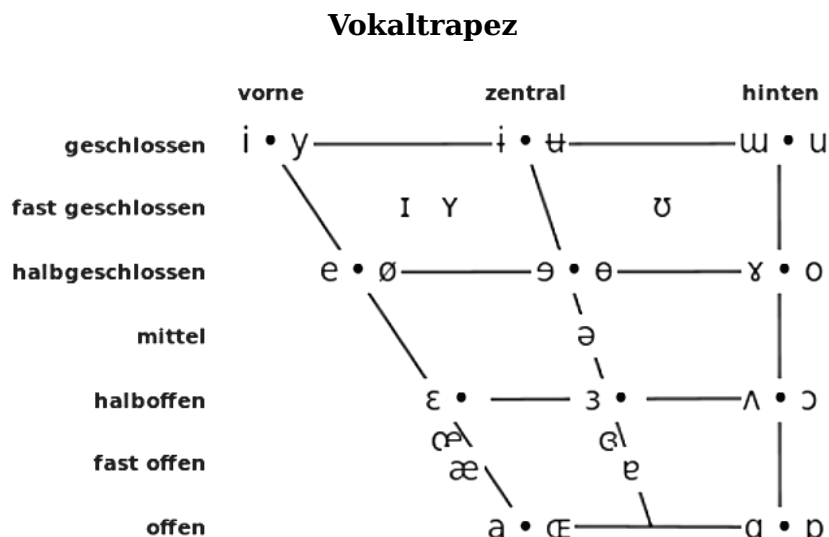 Vokaltrapez
vorne zentral hinten
geschlossen i • y ɨ • ʉ ɯ • u
fast geschlossen ɪ ʏ ʊ
halbgeschlossen e • ø ɘ • ɵ ɤ • o
mittel ə
halboffen ɛ • ɜ • ʌ • ɔ
œ ɞ
fast offen æ ɐ
offen a • ɶ ɑ • ɒ